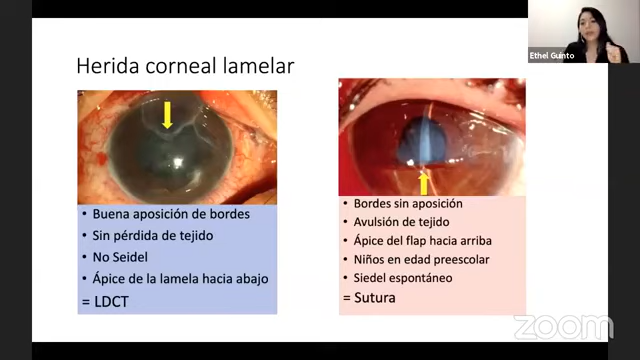 Herida corneal lamelar
• Buena aposición de bordes
• Sin pérdida de tejido
• No Seidel
• Ápice de la lamela hacia abajo
= LDCT
• Bordes sin aposición
• Avulsión de tejido
• Ápice del flap hacia arriba
• Niños en edad preescolar
• Siedel espontáneo
= Sutura
Ethel Guinto
zoom